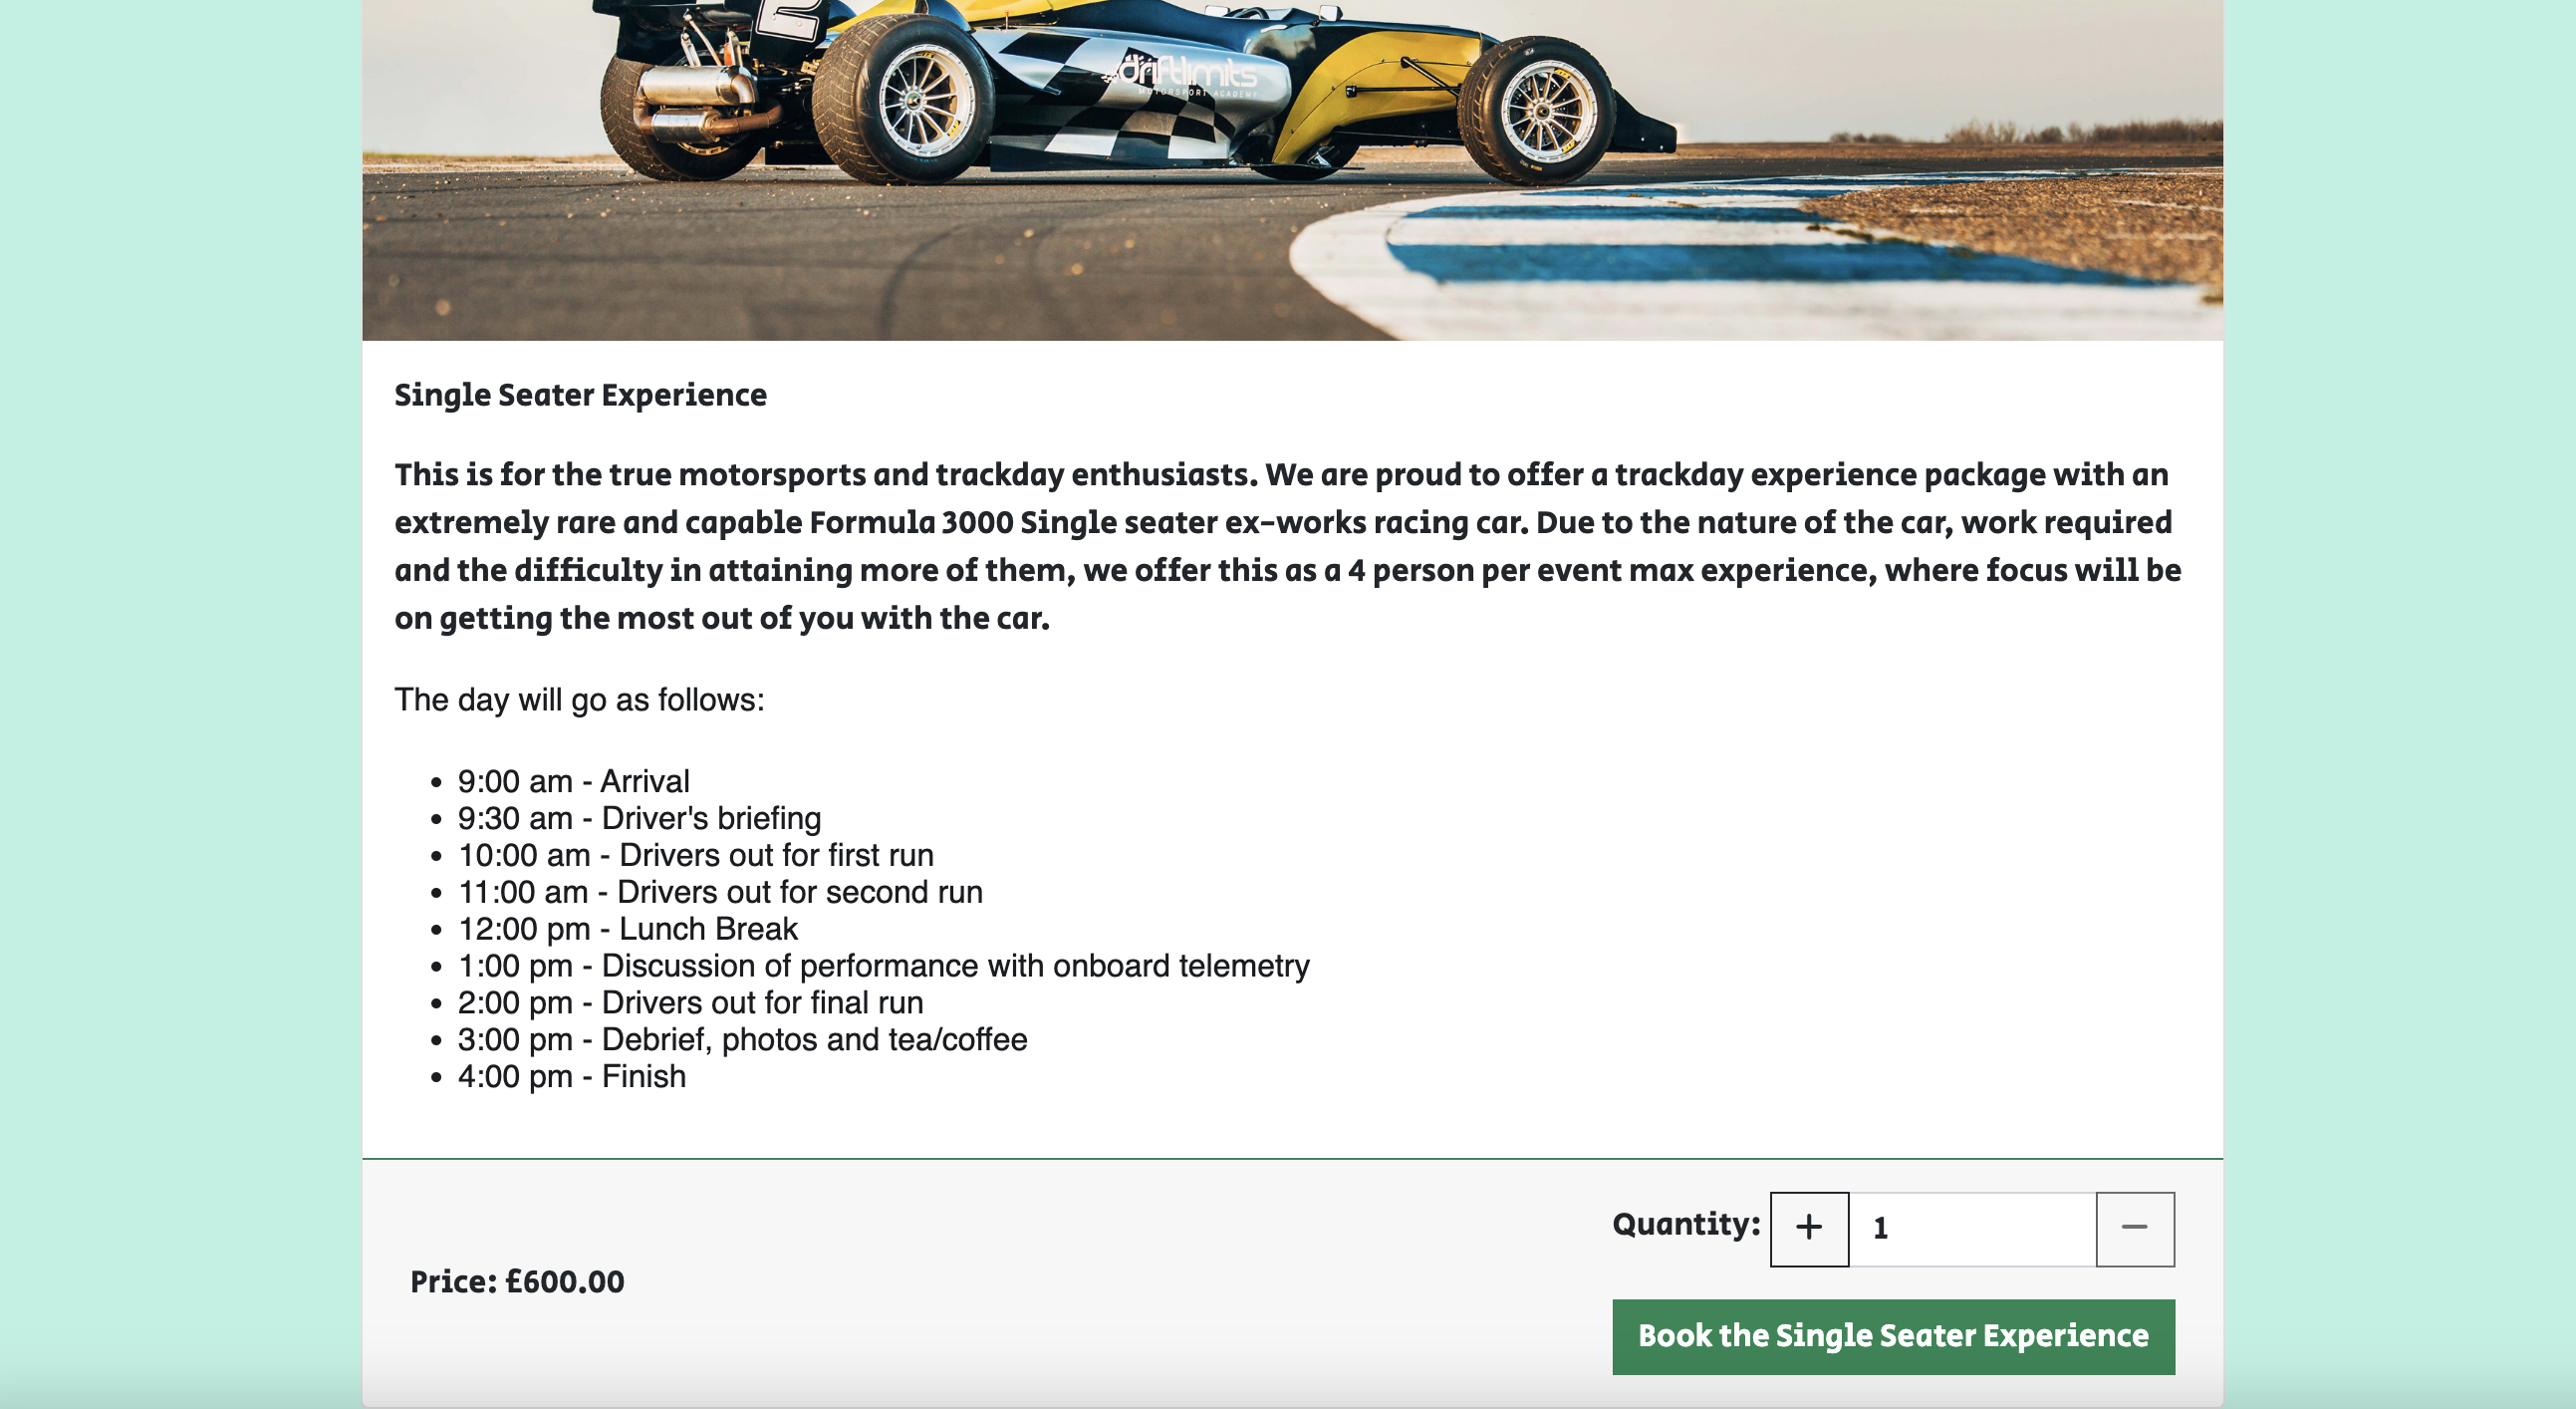 2
driftlimits
MOTORSPORT ACADEMY
Single Seater Experience
This is for the true motorsports and trackday enthusiasts. We are proud to offer a trackday experience package with an
extremely rare and capable Formula 3000 Single seater ex-works racing car. Due to the nature of the car, work required
and the difficulty in attaining more of them, we offer this as a 4 person per event max experience, where focus will be
on getting the most out of you with the car.
The day will go as follows:
• 9:00 am - Arrival
• 9:30 am - Driver's briefing
• 10:00 am - Drivers out for first run
• 11:00 am - Drivers out for second run
• 12:00 pm - Lunch Break
• 1:00 pm - Discussion of performance with onboard telemetry
• 2:00 pm - Drivers out for final run
• 3:00 pm - Debrief, photos and tea/coffee
• 4:00 pm - Finish
Quantity: + 1 −
Price: £600.00
Book the Single Seater Experience